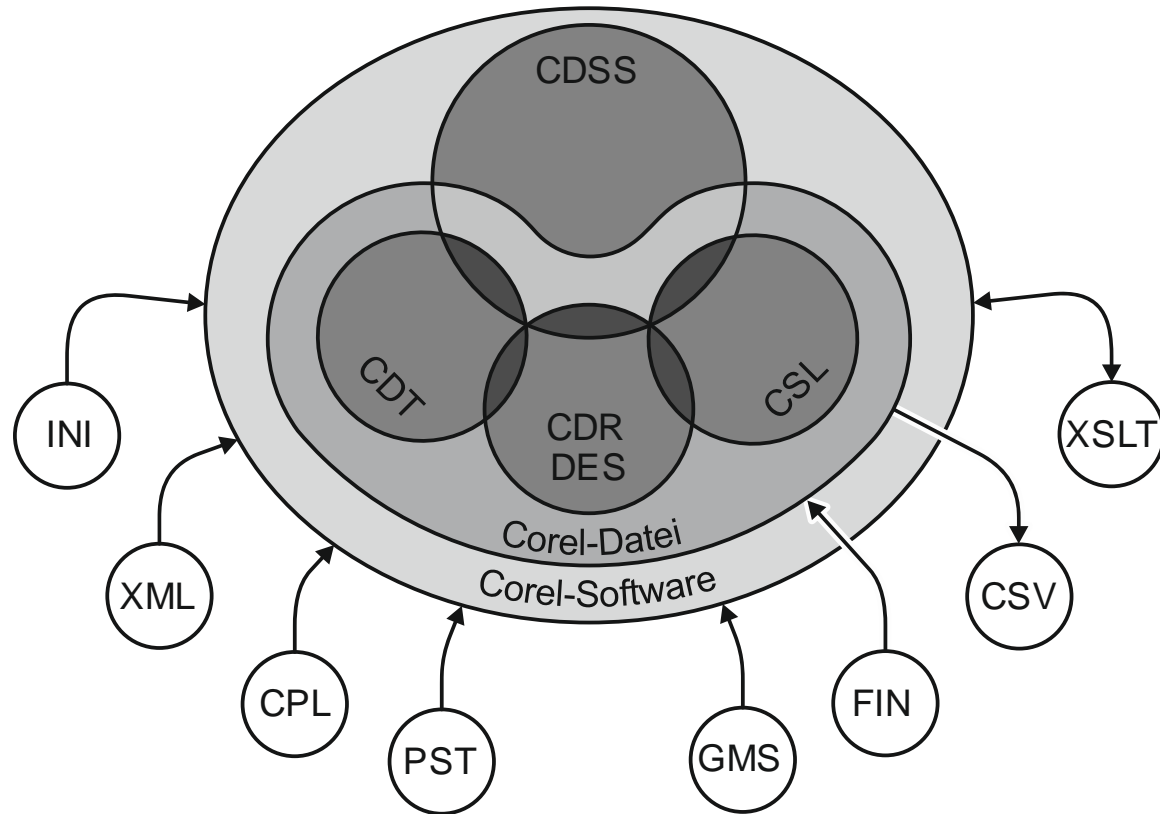 CDSS
CDT
CSL
CDR
DES
Corel-Datei
Corel-Software
INI
XML
CPL
PST
GMS
FIN
CSV
XSLT